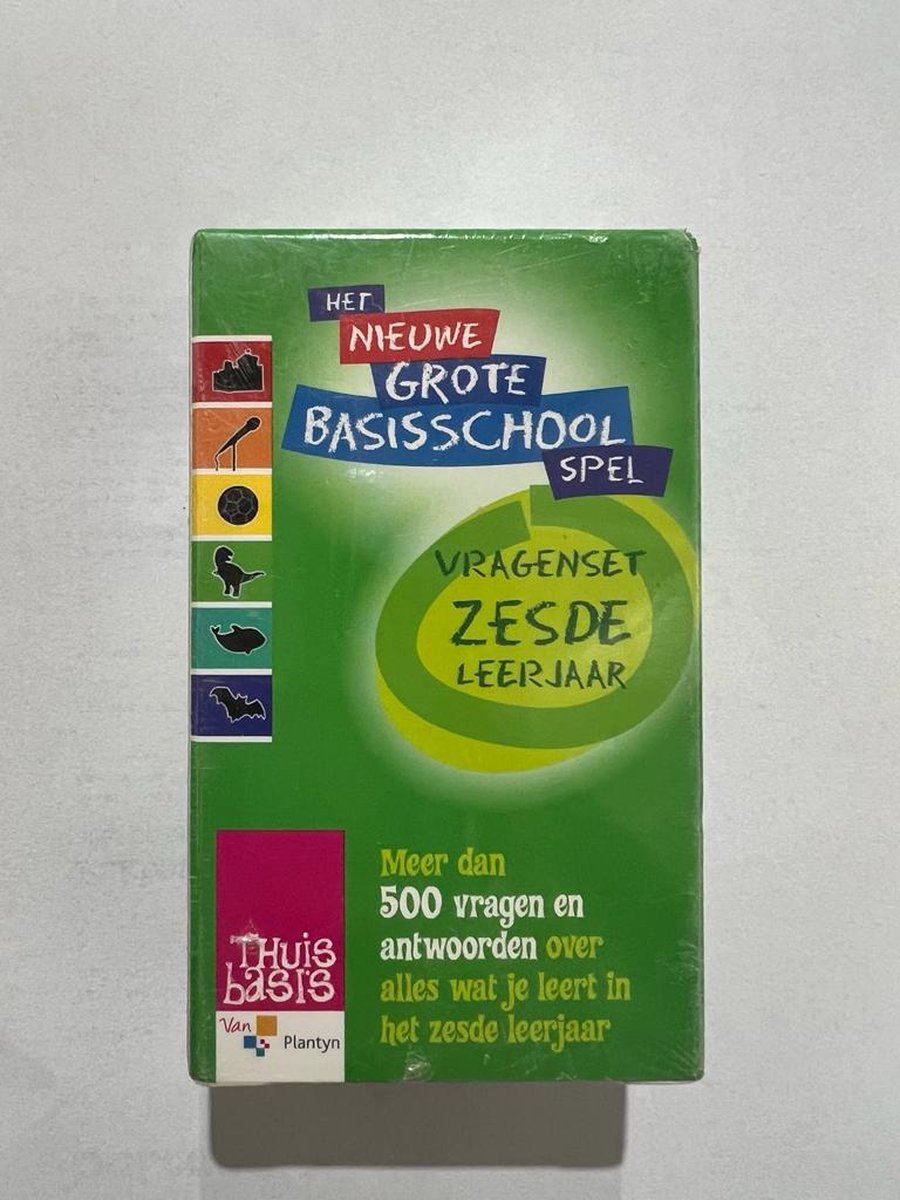 HET
NIEUWE
GROTE
BASISSCHOOL
SPEL
VRAGENSET
ZESDE
LEERJAAR
Meer dan
500 vragen en
antwoorden over
alles wat je leert in
het zesde leerjaar
THuis
basis
Van
Plantyn